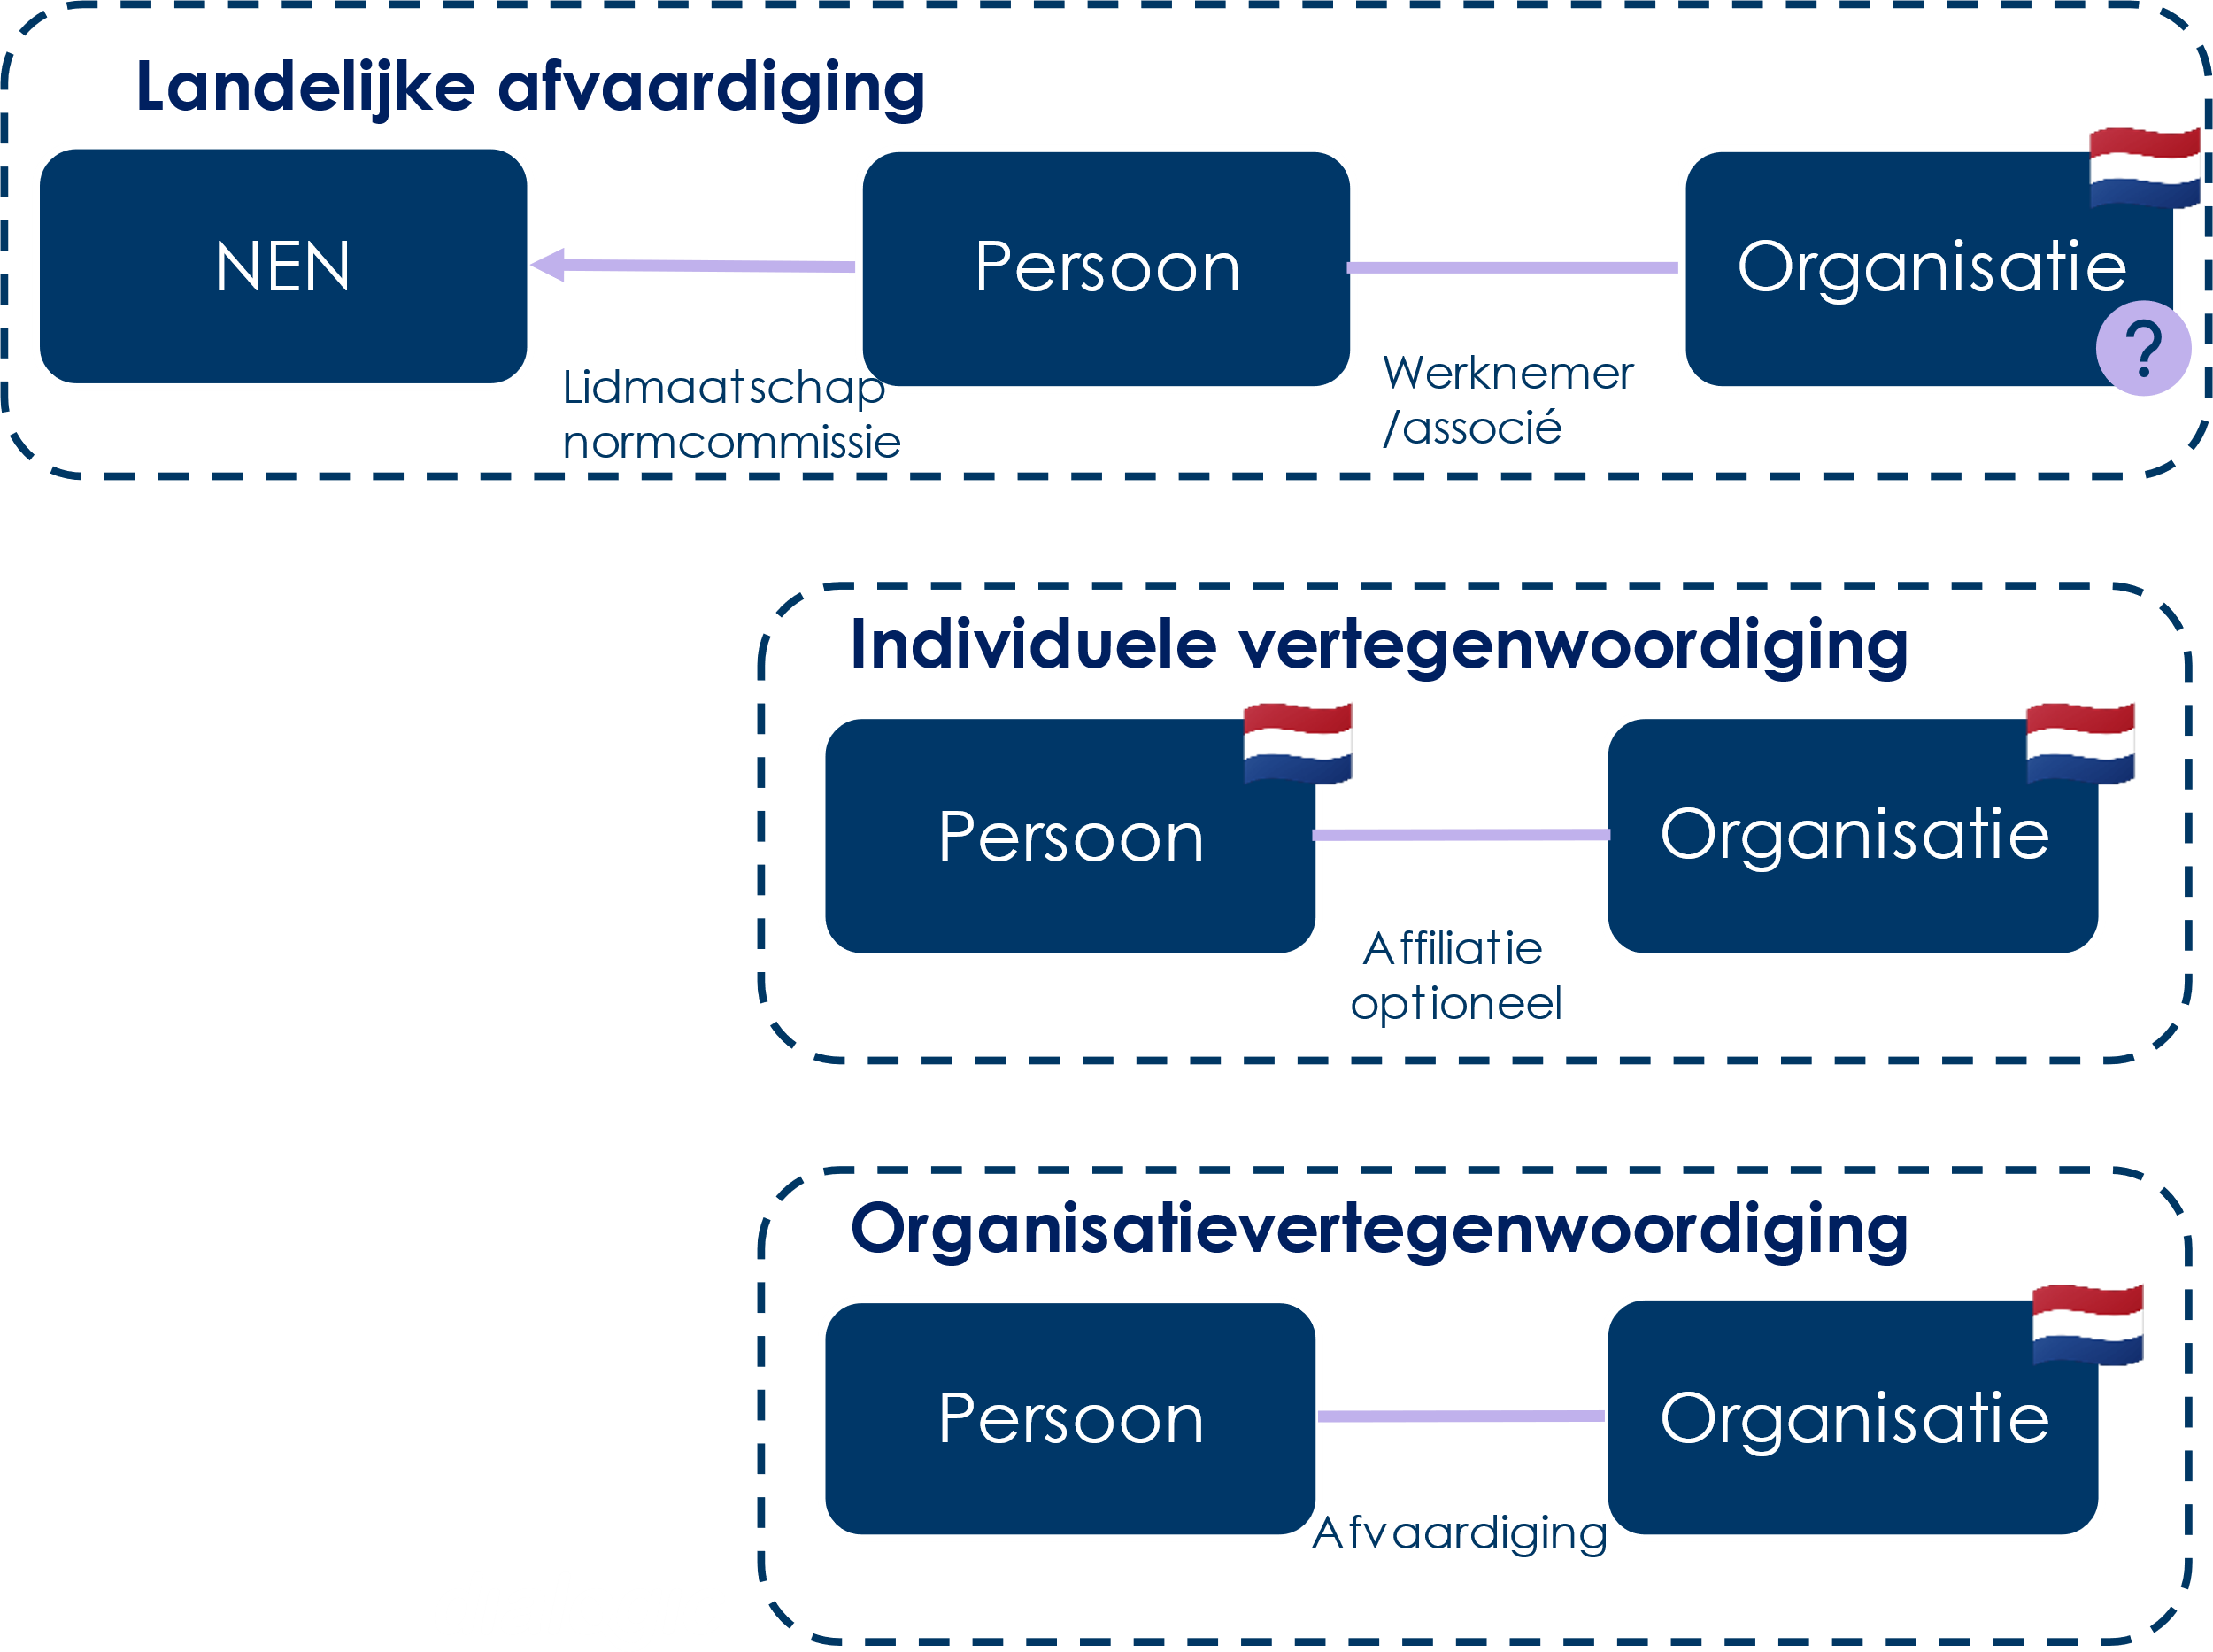 Landelijke afvaardiging
NEN
Persoon
Organisatie
?
Lidmaatschap
normcommissie
Werknemer
/associé
Individuele vertegenwoordiging
Persoon
Organisatie
Affiliatie
optioneel
Organisatievertegenwoordiging
Persoon
Organisatie
Afvaardiging